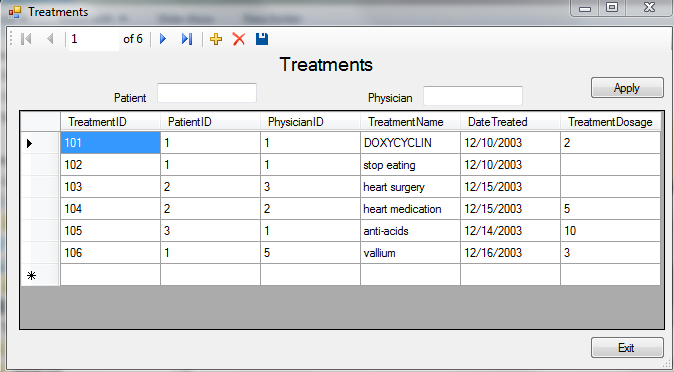 Treatments
1 of 6
Treatments
Patient Physician Apply
TreatmentID PatientID PhysicianID TreatmentName DateTreated TreatmentDosage
101 1 1 DOXYCYCLIN 12/10/2003 2
102 1 1 stop eating 12/10/2003
103 2 3 heart surgery 12/15/2003
104 2 2 heart medication 12/15/2003 5
105 3 1 anti-acids 12/14/2003 10
106 1 5 vallium 12/16/2003 3
Exit